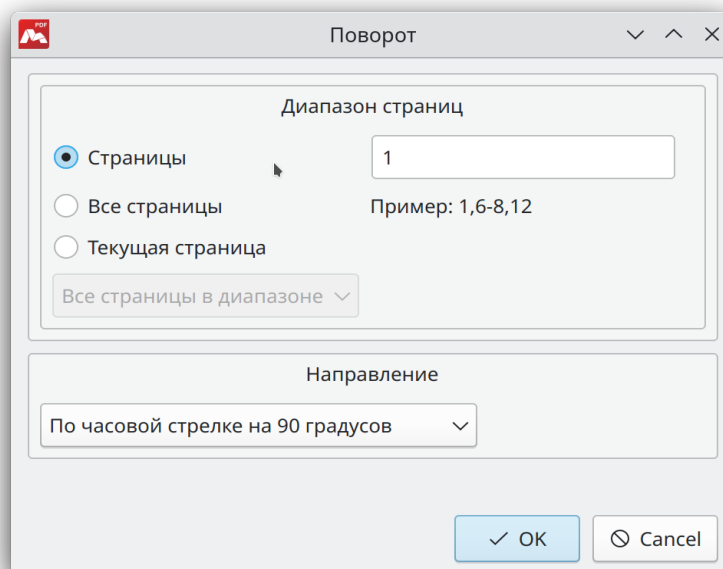 PDF
Поворот
Диапазон страниц
Страницы
1
Все страницы
Пример: 1,6-8,12
Текущая страница
Все страницы в диапазоне
Направление
По часовой стрелке на 90 градусов
OK
Cancel